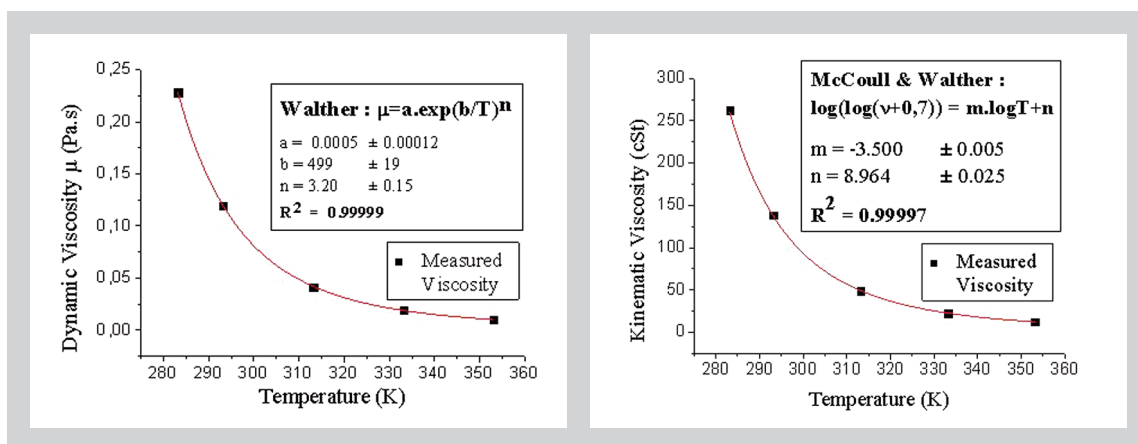 0,25
0,20
0,15
0,10
0,05
0,00
Dynamic Viscosity μ (Pa.s)
Walther : μ=a.exp(b/T)ⁿ
a = 0.0005 ± 0.00012
b = 499 ± 19
n = 3.20 ± 0.15
R² = 0.99999
Measured
Viscosity
280 290 300 310 320 330 340 350 360
Temperature (K)
300
250
200
150
100
50
0
Kinematic Viscosity (cSt)
McCoull & Walther :
log(log(ν+0,7)) = m.logT+n
m = -3.500 ± 0.005
n = 8.964 ± 0.025
R² = 0.99997
Measured
Viscosity
280 290 300 310 320 330 340 350 360
Temperature (K)